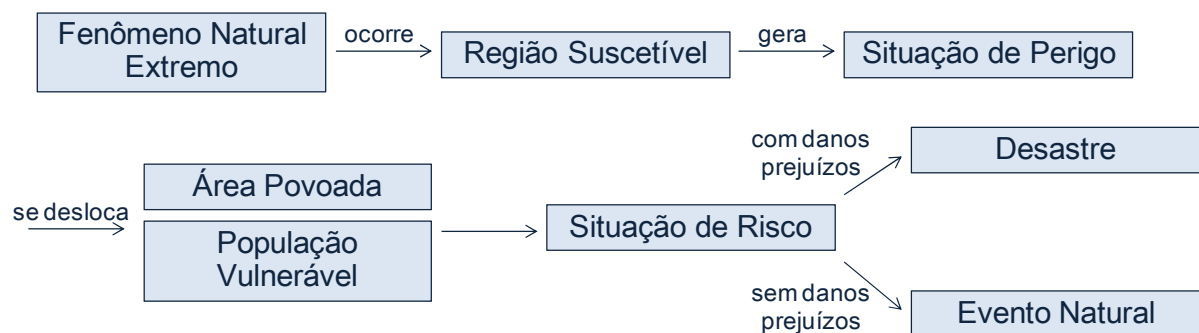 Fenômeno Natural
Extremo
ocorre
Região Suscetível
gera
Situação de Perigo
se desloca
Área Povoada
População
Vulnerável
Situação de Risco
com danos
prejuízos
Desastre
sem danos
prejuízos
Evento Natural